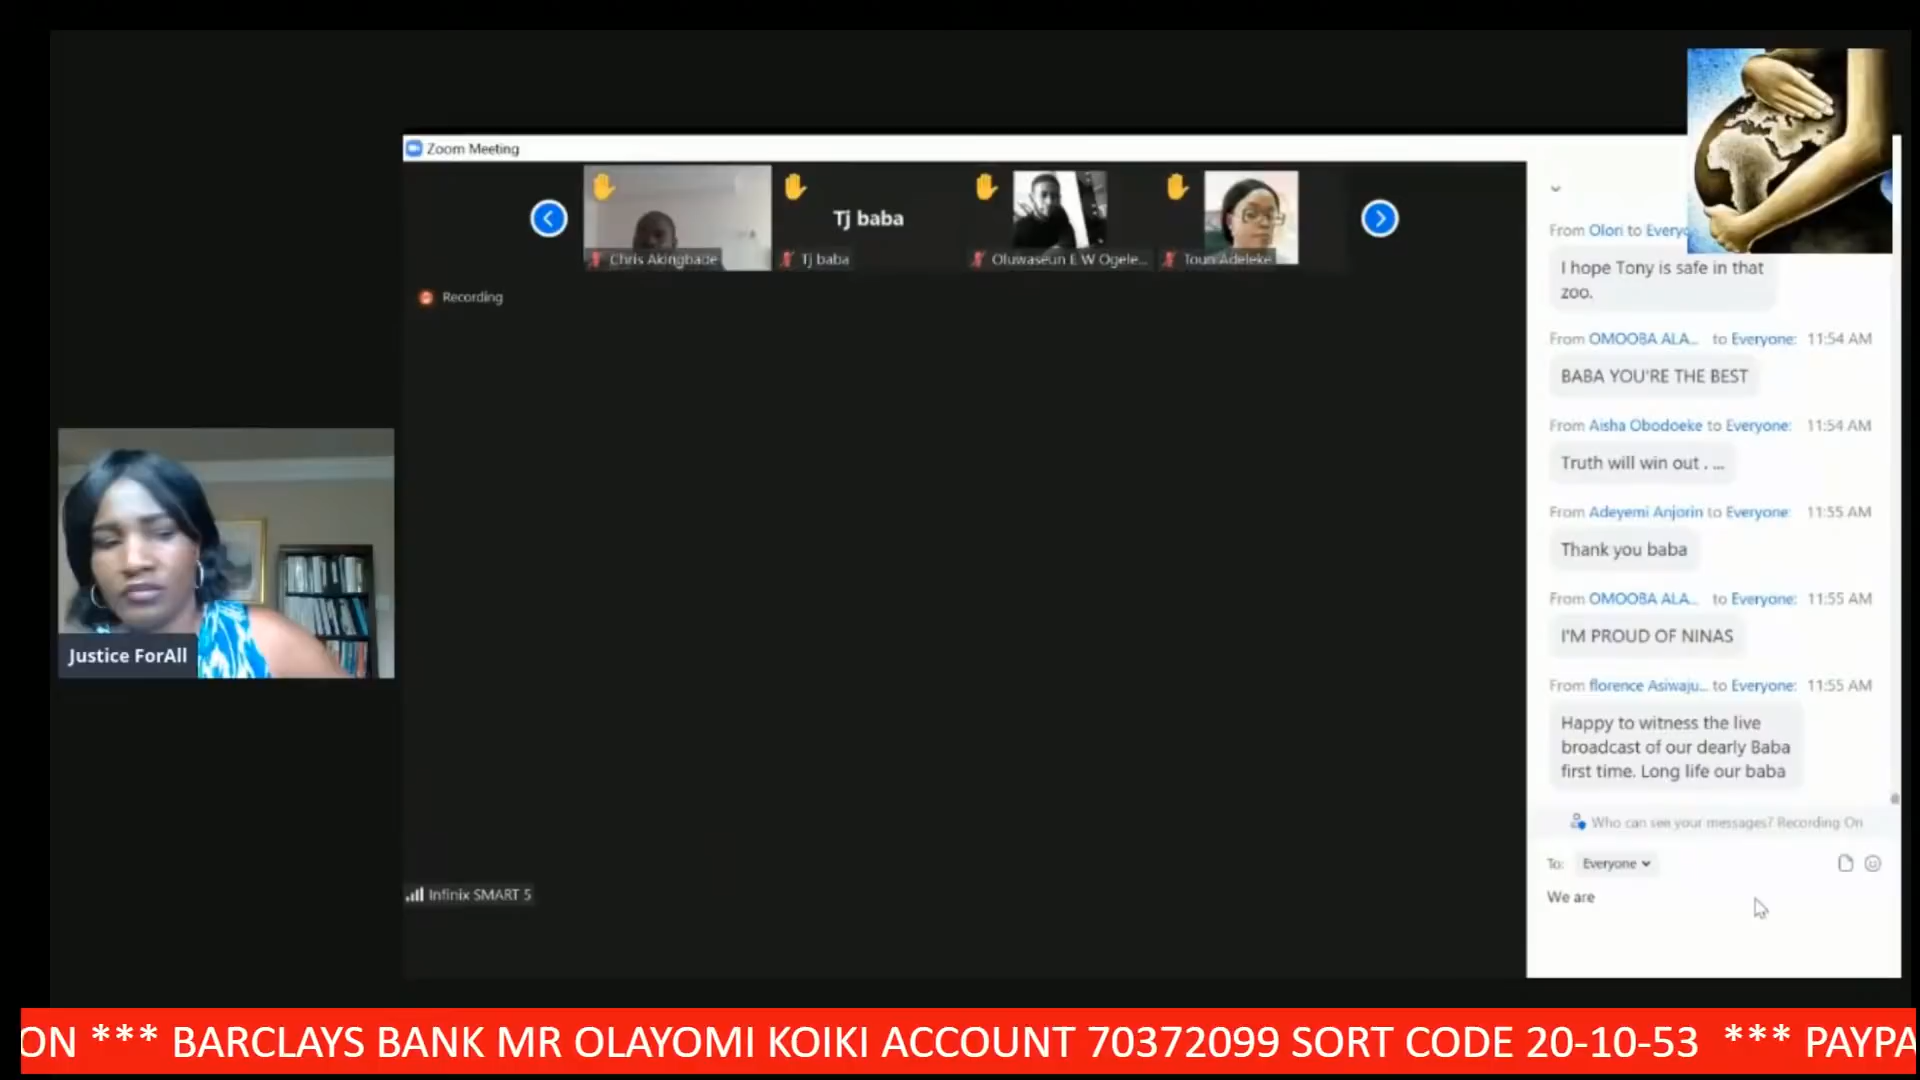 Zoom Meeting
Tj baba
Chris Akingbade
Tj baba
Oluwaseun E W Ogele...
Toun Adeleke
Recording
From Olori to Everyo
I hope Tony is safe in that
zoo.
From OMOOBA ALA... to Everyone: 11:54 AM
BABA YOU'RE THE BEST
From Aisha Obodoeke to Everyone: 11:54 AM
Truth will win out . ...
From Adeyemi Anjorin to Everyone: 11:55 AM
Thank you baba
From OMOOBA ALA... to Everyone: 11:55 AM
I'M PROUD OF NINAS
From florence Asiwaju... to Everyone: 11:55 AM
Happy to witness the live
broadcast of our dearly Baba
first time. Long life our baba
Who can see your messages? Recording On
To: Everyone
We are
Justice ForAll
Infinix SMART 5
ON *** BARCLAYS BANK MR OLAYOMI KOIKI ACCOUNT 70372099 SORT CODE 20-10-53 *** PAYPA